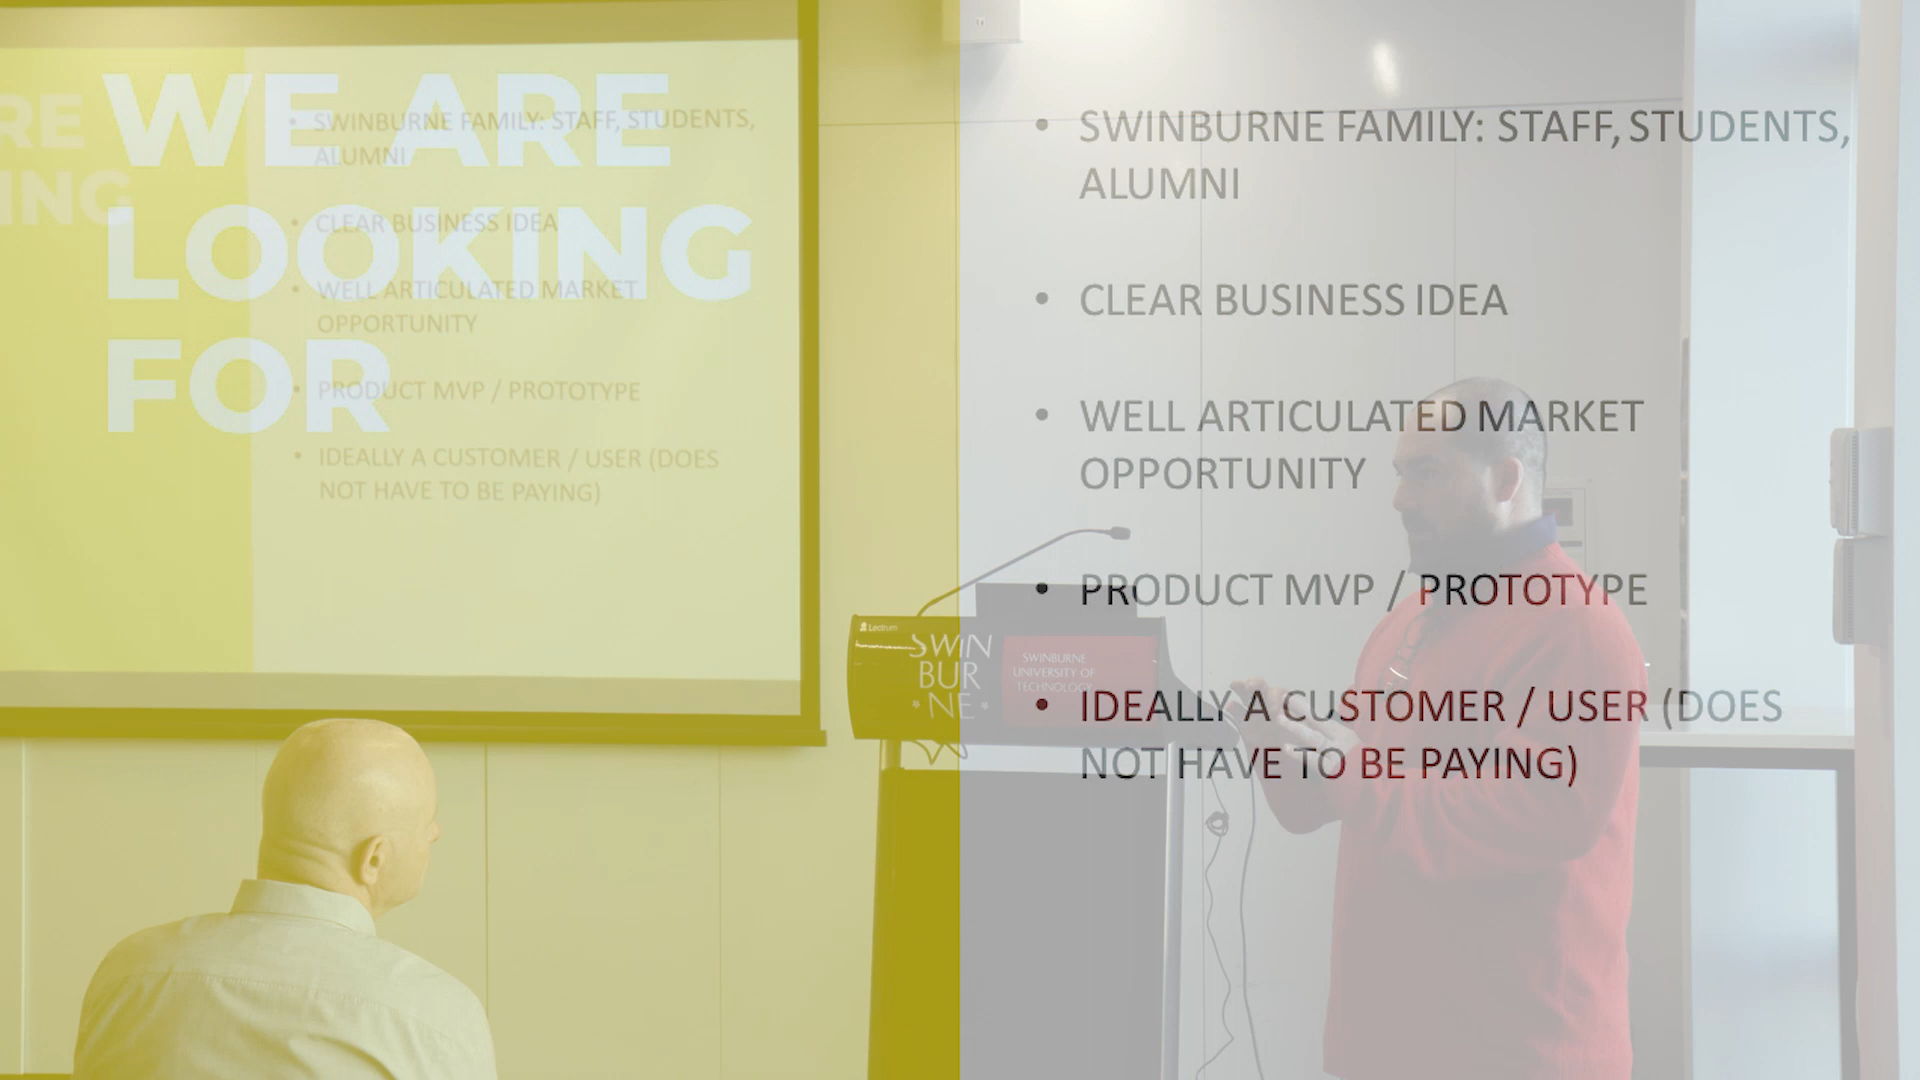 WE ARE
LOOKING
FOR
• SWINBURNE FAMILY: STAFF, STUDENTS,
ALUMNI
• CLEAR BUSINESS IDEA
• WELL ARTICULATED MARKET
OPPORTUNITY
• PRODUCT MVP / PROTOTYPE
• IDEALLY A CUSTOMER / USER (DOES
NOT HAVE TO BE PAYING)
RE
ING
• SWINBURNE FAMILY: STAFF, STUDENTS,
ALUMNI
• CLEAR BUSINESS IDEA
• WELL ARTICULATED MARKET
OPPORTUNITY
• PRODUCT MVP / PROTOTYPE
• IDEALLY A CUSTOMER / USER (DOES
NOT HAVE TO BE PAYING)
Lectrum
SWIN
BUR
*NE*
SWINBURNE
UNIVERSITY OF
TECHNOLOGY